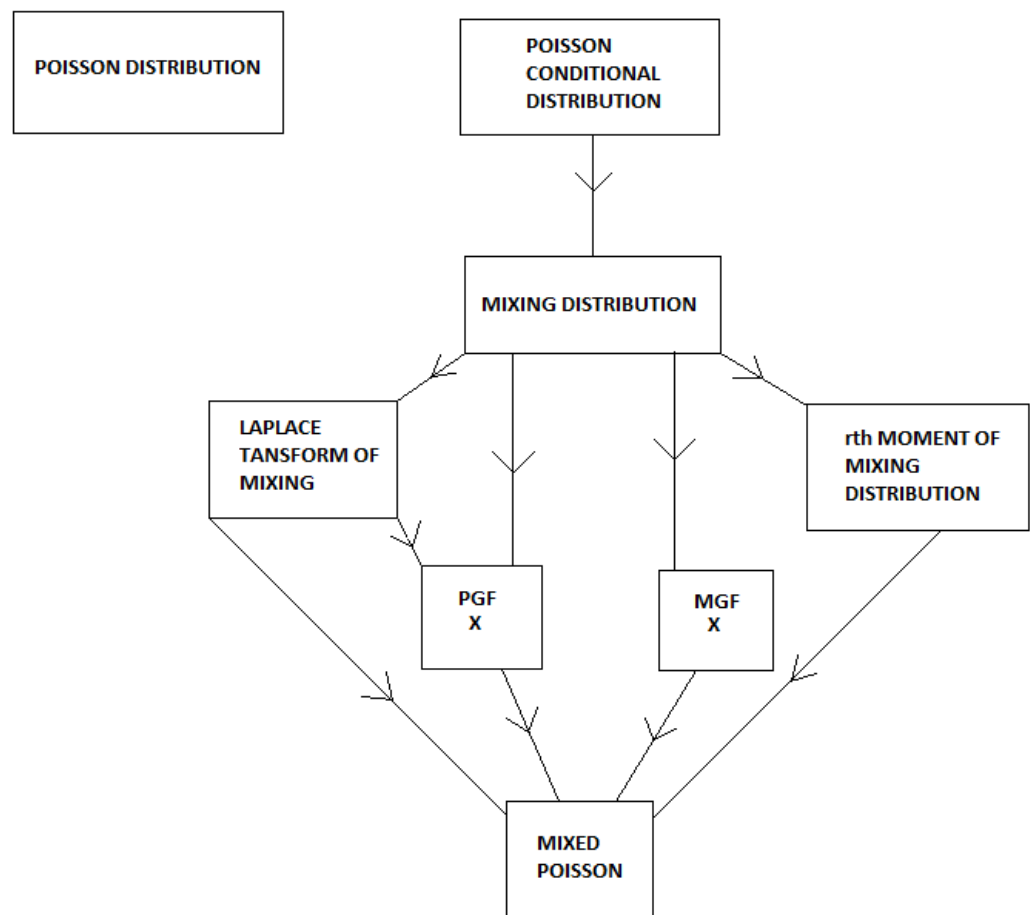 POISSON DISTRIBUTION
POISSON
CONDITIONAL
DISTRIBUTION
MIXING DISTRIBUTION
LAPLACE
TANSFORM OF
MIXING
rth MOMENT OF
MIXING
DISTRIBUTION
PGF
X
MGF
X
MIXED
POISSON